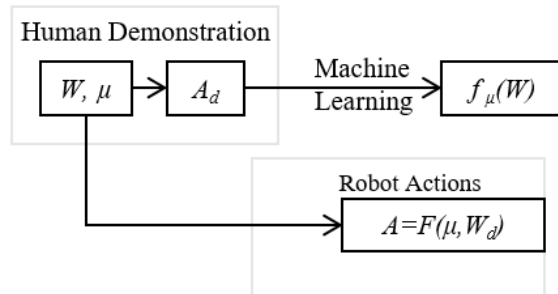 Human Demonstration
W, μ
A_d
Machine
Learning
f_μ(W)
Robot Actions
A=F(μ,W_d)